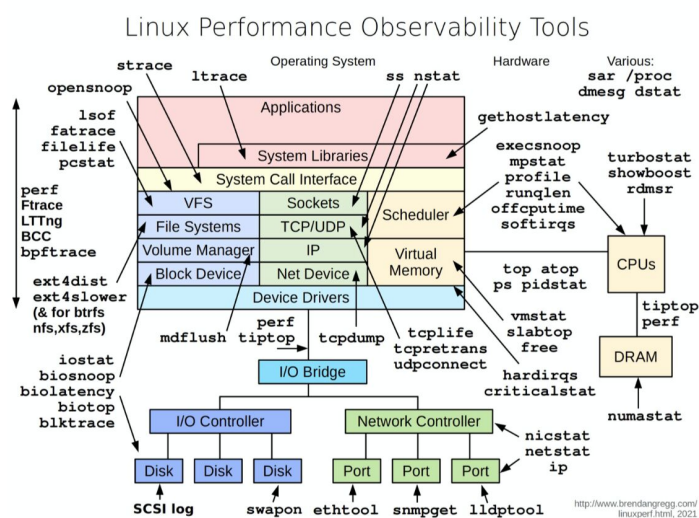 Linux Performance Observability Tools
strace
Operating System
Hardware
Various:
ltrace
ss nstat
sar /proc
opensnoop
dmesg dstat
lsof
fatrace
filelife
pcstat
Applications
gethostlatency
System Libraries
System Call Interface
execsnoop
mpstat
profile
runqlen
offcputime
softirqs
turbostat
showboost
rdmsr
perf
Ftrace
LTTng
BCC
bpftrace
VFS
Sockets
Scheduler
File Systems
TCP/UDP
Volume Manager
IP
Virtual
Memory
Block Device
Net Device
CPUs
top atop
ps pidstat
ext4dist
ext4slower
(& for btrfs
nfs,xfs,zfs)
Device Drivers
tiptop
perf
vmstat
slabtop
free
mdflush
perf
tiptop
tcpdump
tcplife
tcpretrans
udpconnect
DRAM
iostat
biosnoop
biolatency
biotop
blktrace
I/O Bridge
hardirqs
criticalstat
numastat
I/O Controller
Network Controller
nicstat
netstat
ip
Disk
Disk
Disk
Port
Port
Port
SCSI log
swapon
ethtool
snmpget
lldptool
http://www.brendangregg.com/
linuxperf.html, 2021